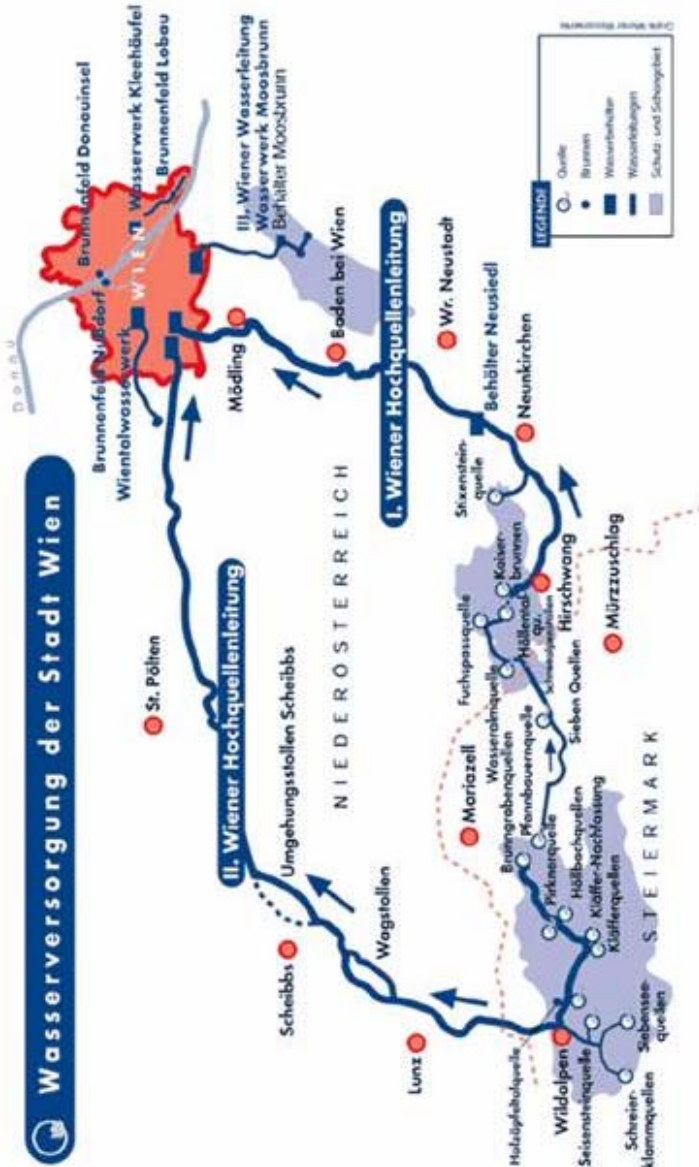 Wasserversorgung der Stadt Wien
Donau
Brunnenfeld Donauinsel
Brunnenfeld Nußdorf
Wientalwasserwerk
WIEN
Wasserwerk Kleehäufel
Brunnenfeld Lobau
III. Wiener Wasserleitung
Wasserwerk Moosbrunn
Behälter Moosbrunn
St. Pölten
Mödling
Baden bei Wien
II. Wiener Hochquellenleitung
I. Wiener Hochquellenleitung
Umgehungsstollen Scheibbs
Scheibbs
Wagstollen
Lunz
NIEDERÖSTERREICH
Wr. Neustadt
Behälter Neusiedl
Neunkirchen
Stixenstein-
quelle
Kaiser-
brunnen
Höllental
qu.
Hirschwang
Fuchspassquelle
Wasseralmquelle
Sieben Quellen
Pfannbauernquelle
Mürzzuschlag
Mariazell
Brunngrabenquellen
Pirknerquelle
Höllbachquellen
Kläffer-Nachfassung
Kläfferquellen
STEIERMARK
Wildalpen
Seisensteinquelle
Siebensee-
quellen
Schreier-
klammquellen
LEGENDE
Quelle
Brunnen
Wasserbehälter
Wasserleitungen
Schutz- und Schongebiet